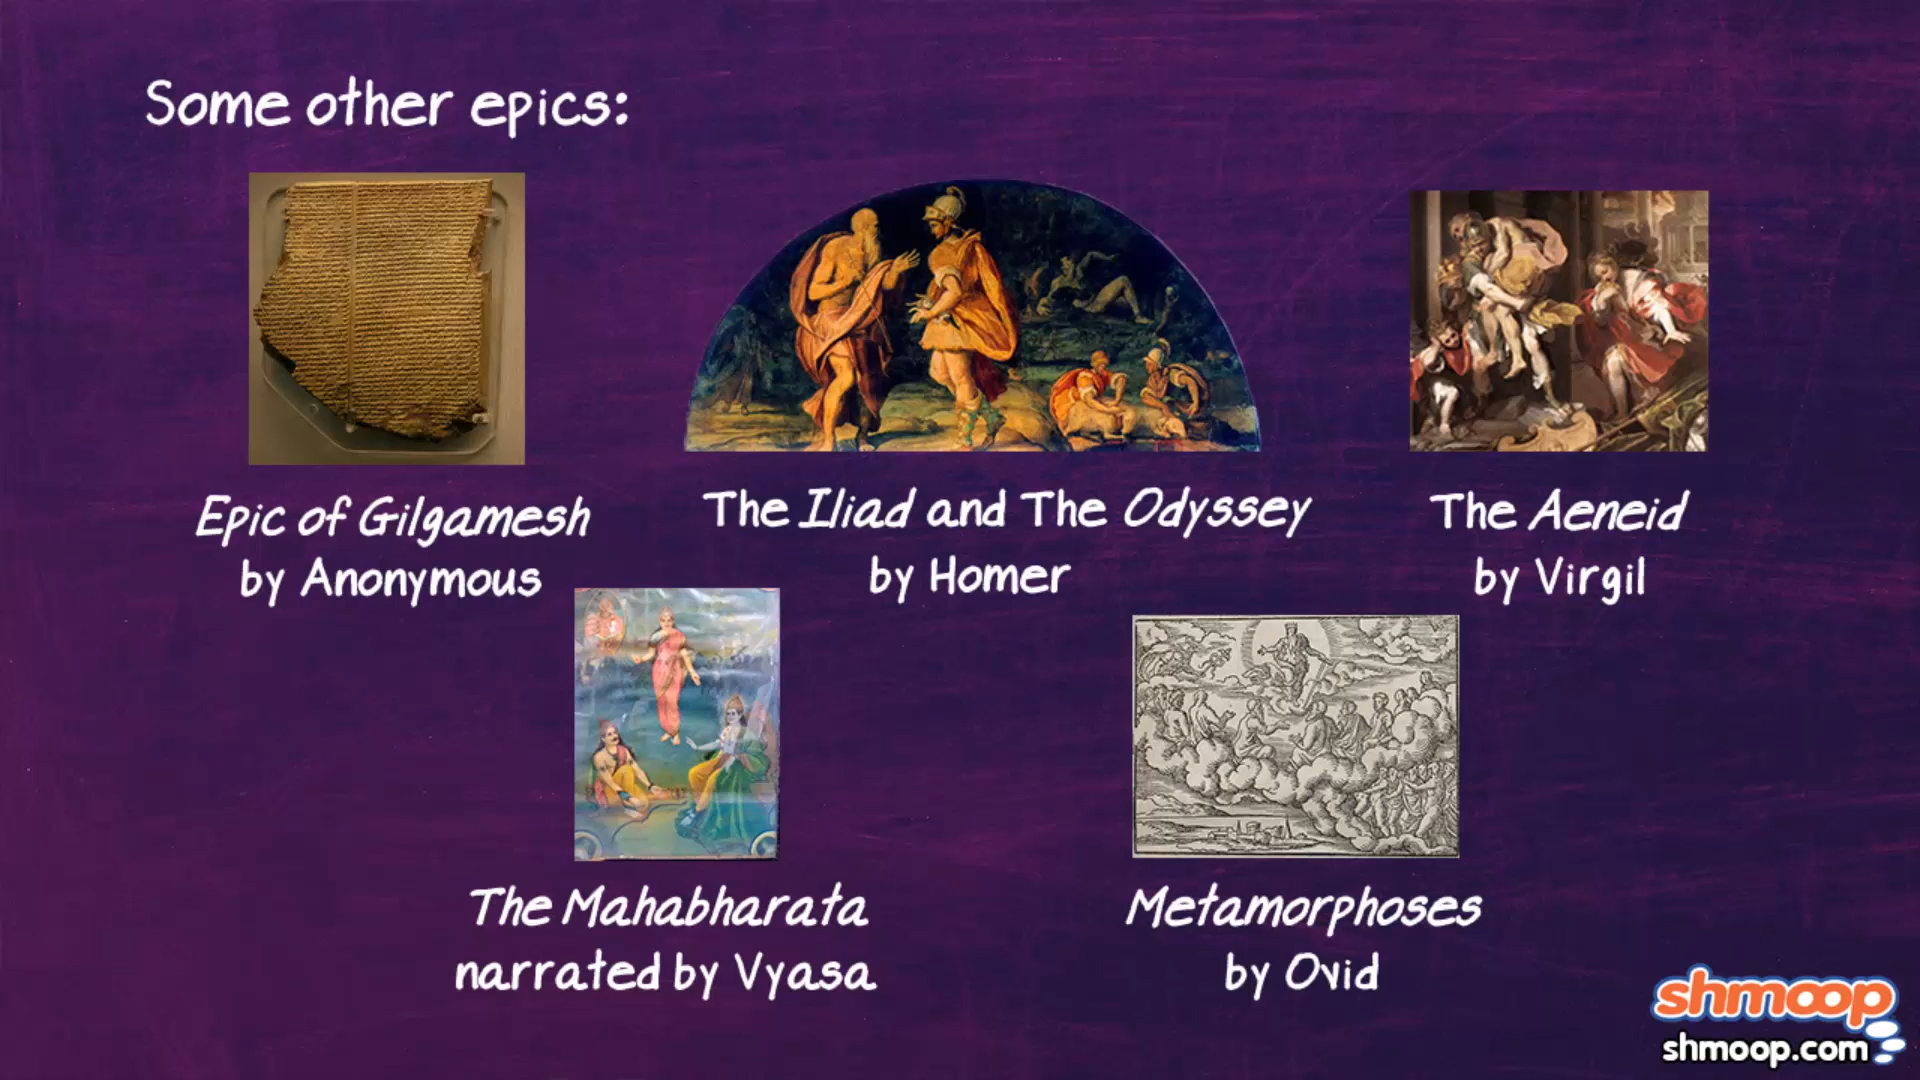 Some other epics:
Epic of Gilgamesh
by Anonymous
The Iliad and The Odyssey
by Homer
The Aeneid
by Virgil
The Mahabharata
narrated by Vyasa
Metamorphoses
by Ovid
shmoop
shmoop.com